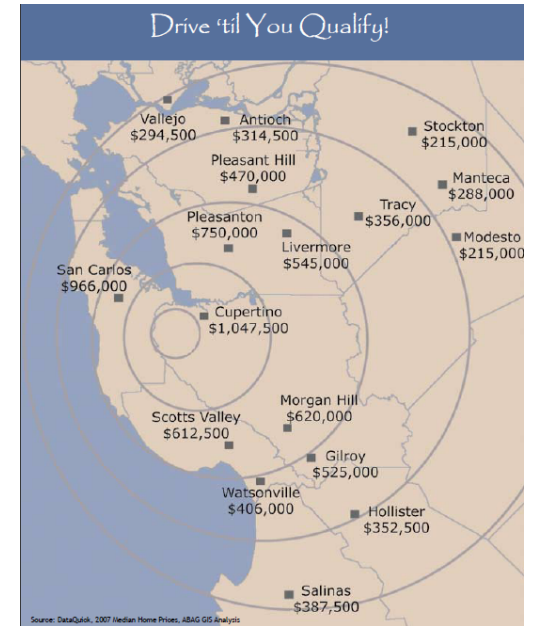 Drive ‘til You Qualify!
Vallejo
$294,500
Antioch
$314,500
Stockton
$215,000
Pleasant Hill
$470,000
Manteca
$288,000
Tracy
$356,000
Pleasanton
$750,000
Livermore
$545,000
Modesto
$215,000
San Carlos
$966,000
Cupertino
$1,047,500
Morgan Hill
$620,000
Scotts Valley
$612,500
Gilroy
$525,000
Watsonville
$406,000
Hollister
$352,500
Salinas
$387,500
Source: DataQuick, 2007 Median Home Prices, ABAG GIS Analysis